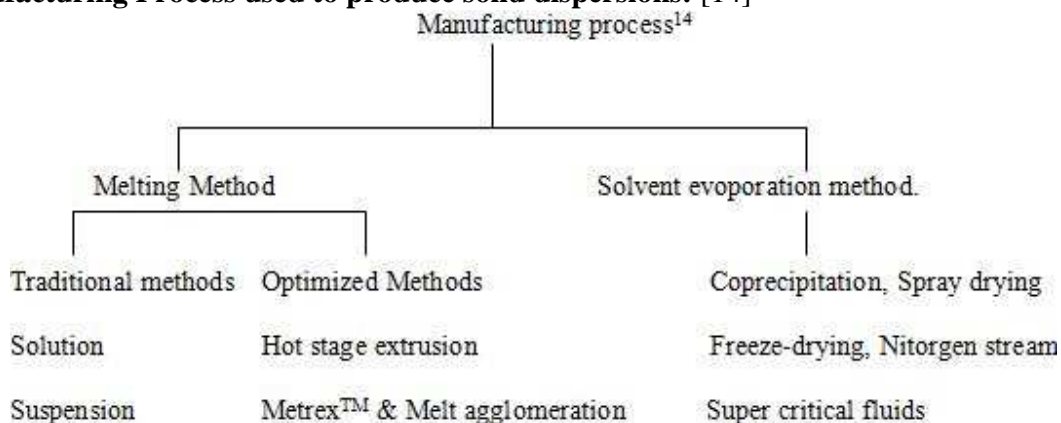 facturing Process used to produce solid dispersions. [14]
Manufacturing process14
Melting Method Solvent evoporation method.
Traditional methods Optimized Methods Coprecipitation, Spray drying
Solution Hot stage extrusion Freeze-drying, Nitorgen stream
Suspension MetrexTM & Melt agglomeration Super critical fluids